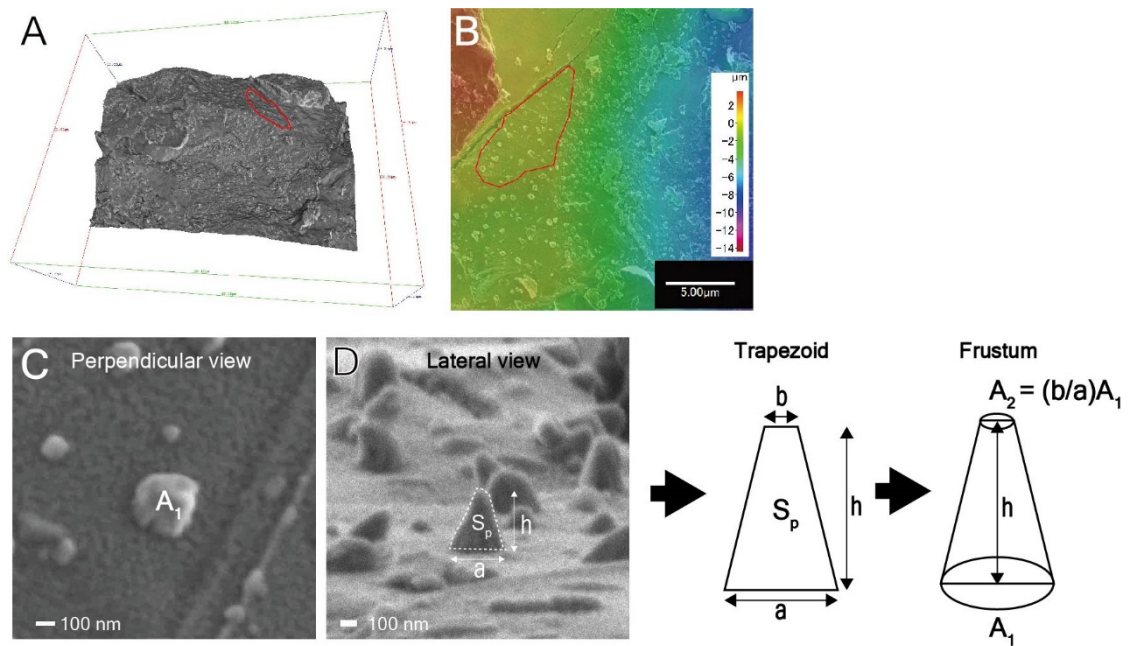 A
B
µm
2
0
−2
−4
−6
−8
−10
−12
−14
5.00µm
C
Perpendicular view
A₁
100 nm
D
Lateral view
Sₚ
h
a
100 nm
Trapezoid
b
Sₚ
h
a
Frustum
A₂ = (b/a)A₁
h
A₁